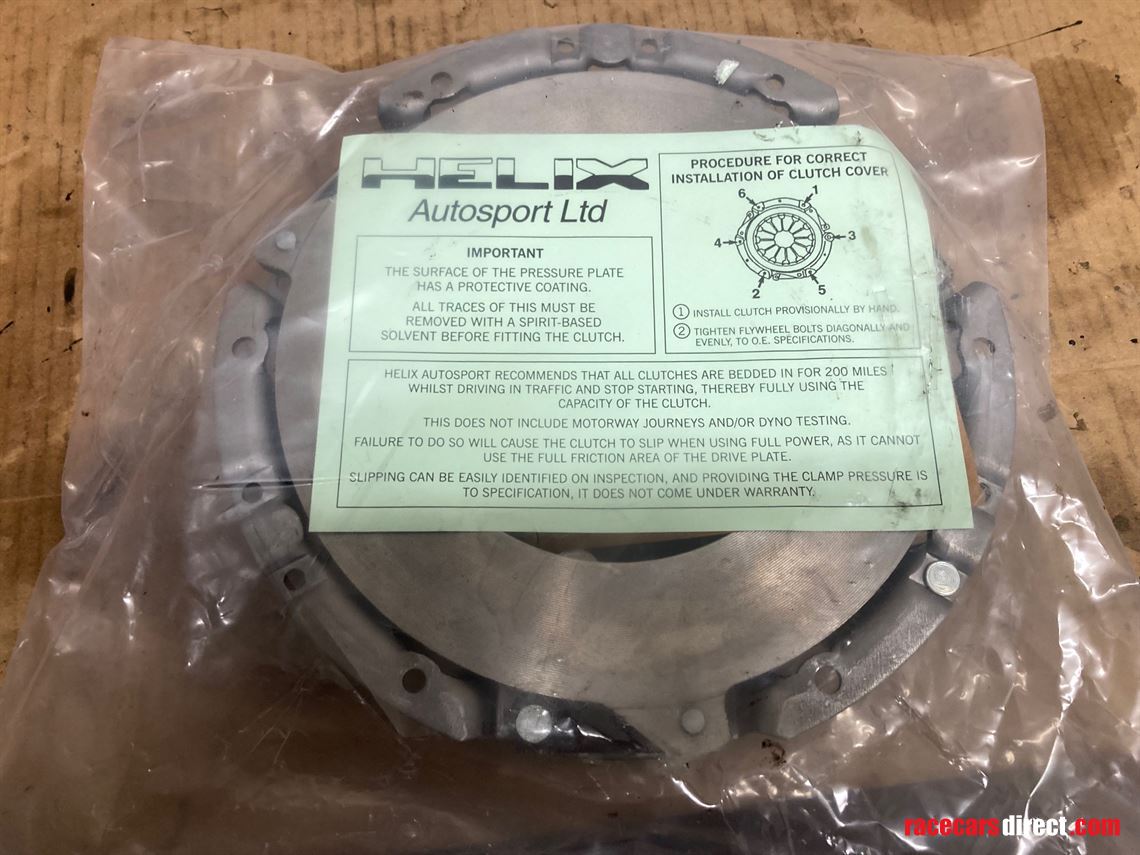 HELIX
Autosport Ltd
IMPORTANT
THE SURFACE OF THE PRESSURE PLATE
HAS A PROTECTIVE COATING.
ALL TRACES OF THIS MUST BE
REMOVED WITH A SPIRIT-BASED
SOLVENT BEFORE FITTING THE CLUTCH.
PROCEDURE FOR CORRECT
INSTALLATION OF CLUTCH COVER
6 1
4 3
2 5
1 INSTALL CLUTCH PROVISIONALLY BY HAND.
2 TIGHTEN FLYWHEEL BOLTS DIAGONALLY AND
EVENLY, TO O.E. SPECIFICATIONS.
HELIX AUTOSPORT RECOMMENDS THAT ALL CLUTCHES ARE BEDDED IN FOR 200 MILES
WHILST DRIVING IN TRAFFIC AND STOP STARTING, THEREBY FULLY USING THE
CAPACITY OF THE CLUTCH.
THIS DOES NOT INCLUDE MOTORWAY JOURNEYS AND/OR DYNO TESTING.
FAILURE TO DO SO WILL CAUSE THE CLUTCH TO SLIP WHEN USING FULL POWER, AS IT CANNOT
USE THE FULL FRICTION AREA OF THE DRIVE PLATE.
SLIPPING CAN BE EASILY IDENTIFIED ON INSPECTION, AND PROVIDING THE CLAMP PRESSURE IS
TO SPECIFICATION, IT DOES NOT COME UNDER WARRANTY.
racecarsdirect.com